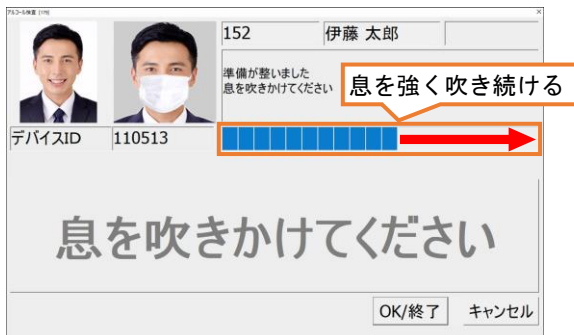 アルコール検査 [119]
152
伊藤 太郎
準備が整いました
息を吹きかけてください
息を強く吹き続ける
デバイスID
110513
息を吹きかけてください
OK/終了
キャンセル